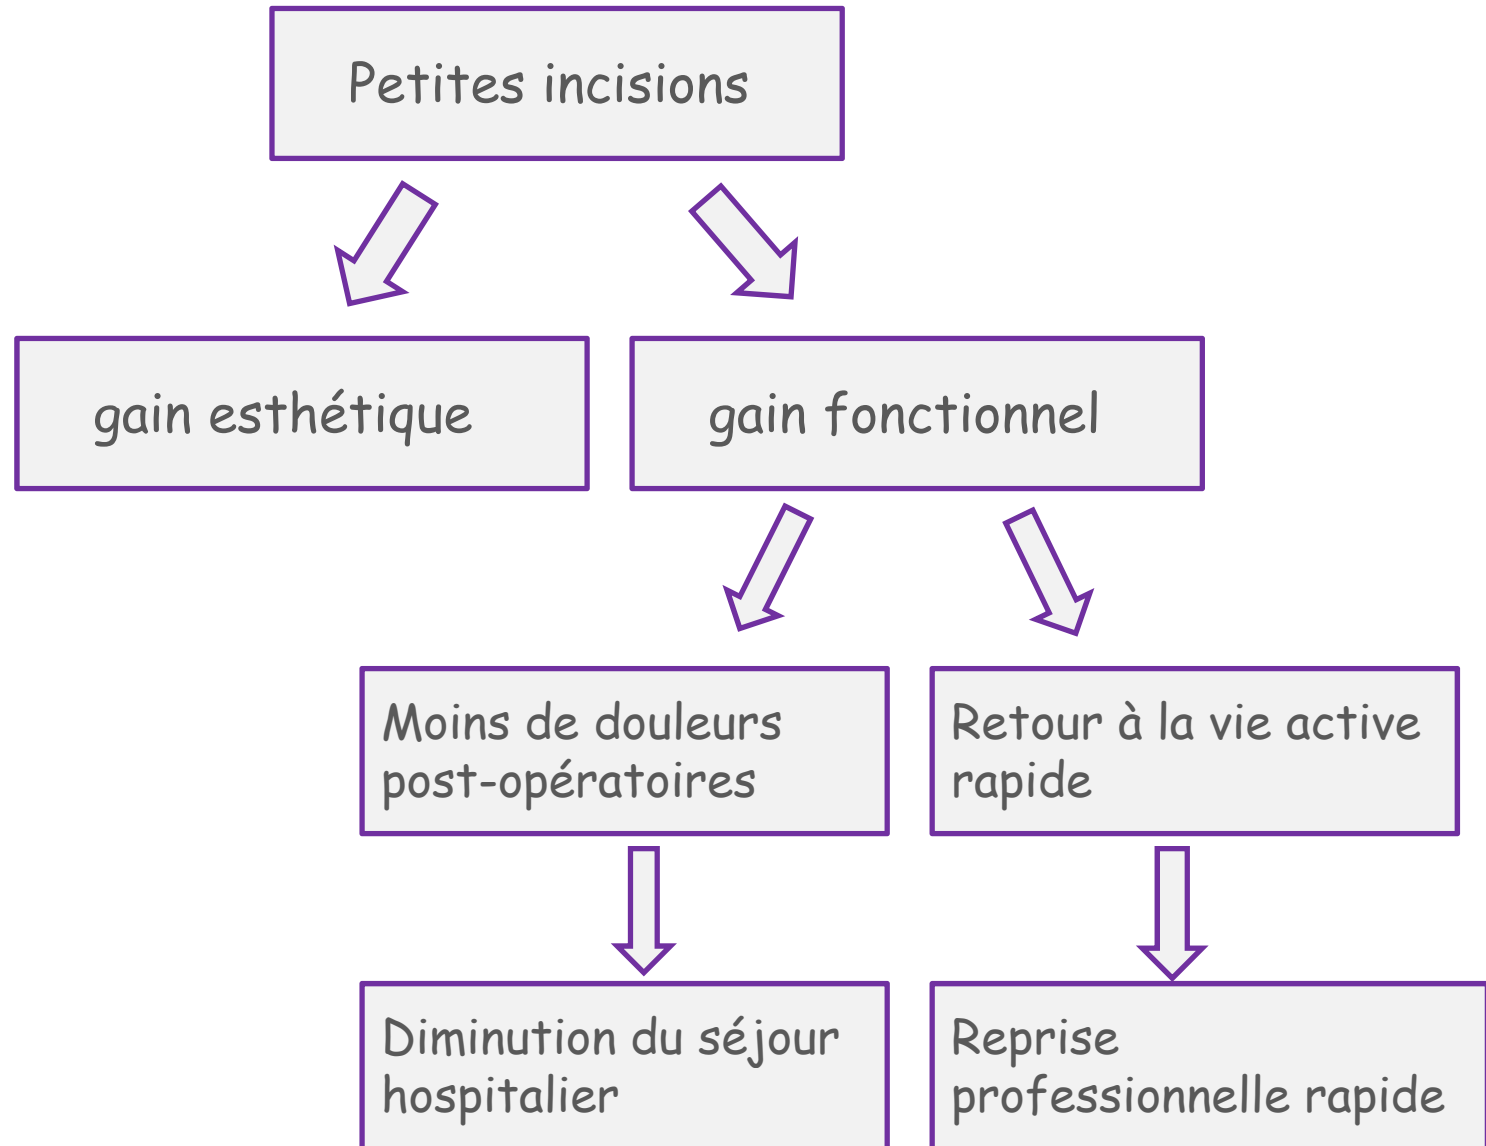 Petites incisions
gain esthétique
gain fonctionnel
Moins de douleurs
post-opératoires
Retour à la vie active
rapide
Diminution du séjour
hospitalier
Reprise
professionnelle rapide